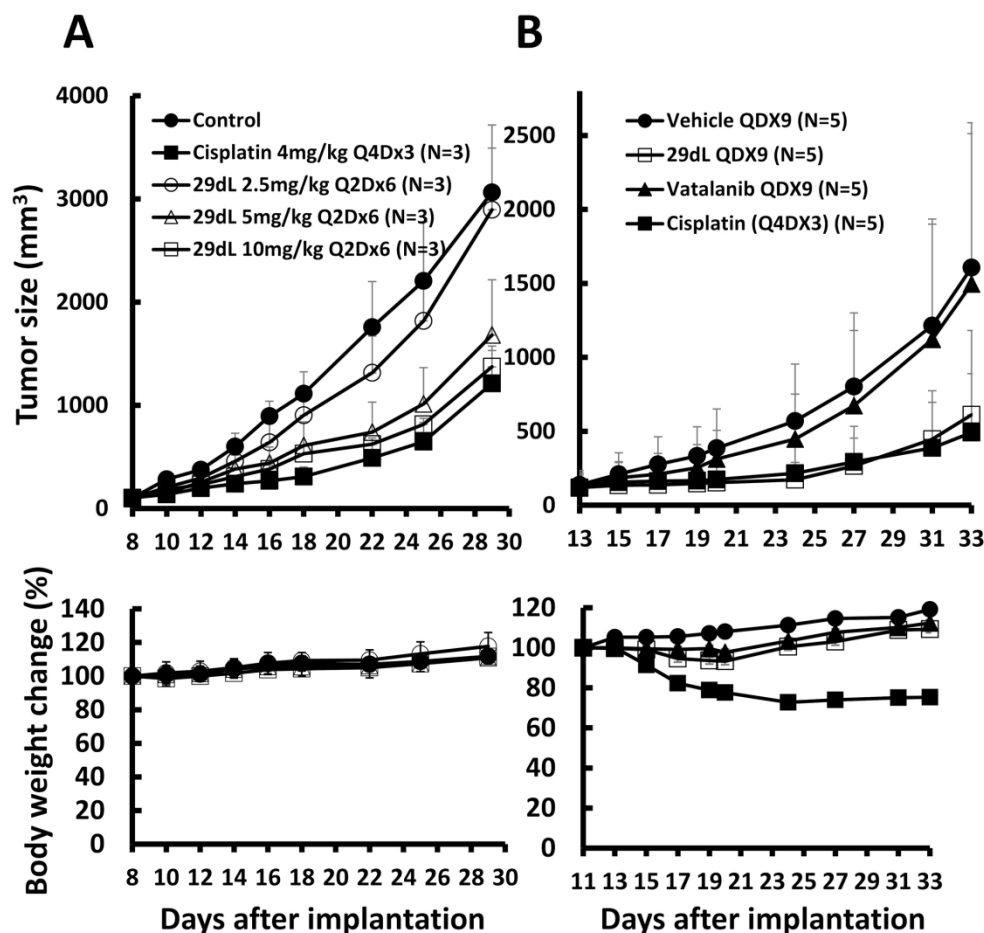 A
B
Tumor size (mm³)
4000
3000
2000
1000
0
Control
Cisplatin 4mg/kg Q4Dx3 (N=3)
29dL 2.5mg/kg Q2Dx6 (N=3)
29dL 5mg/kg Q2Dx6 (N=3)
29dL 10mg/kg Q2Dx6 (N=3)
8 10 12 14 16 18 20 22 24 26 28 30
2500
2000
1500
1000
500
0
Vehicle QDX9 (N=5)
29dL QDX9 (N=5)
Vatalanib QDX9 (N=5)
Cisplatin (Q4DX3) (N=5)
13 15 17 19 21 23 25 27 29 31 33
Body weight change (%)
140
120
100
80
60
40
20
0
8 10 12 14 16 18 20 22 24 26 28 30
Days after implantation
120
100
80
60
40
20
0
11 13 15 17 19 21 23 25 27 29 31 33
Days after implantation